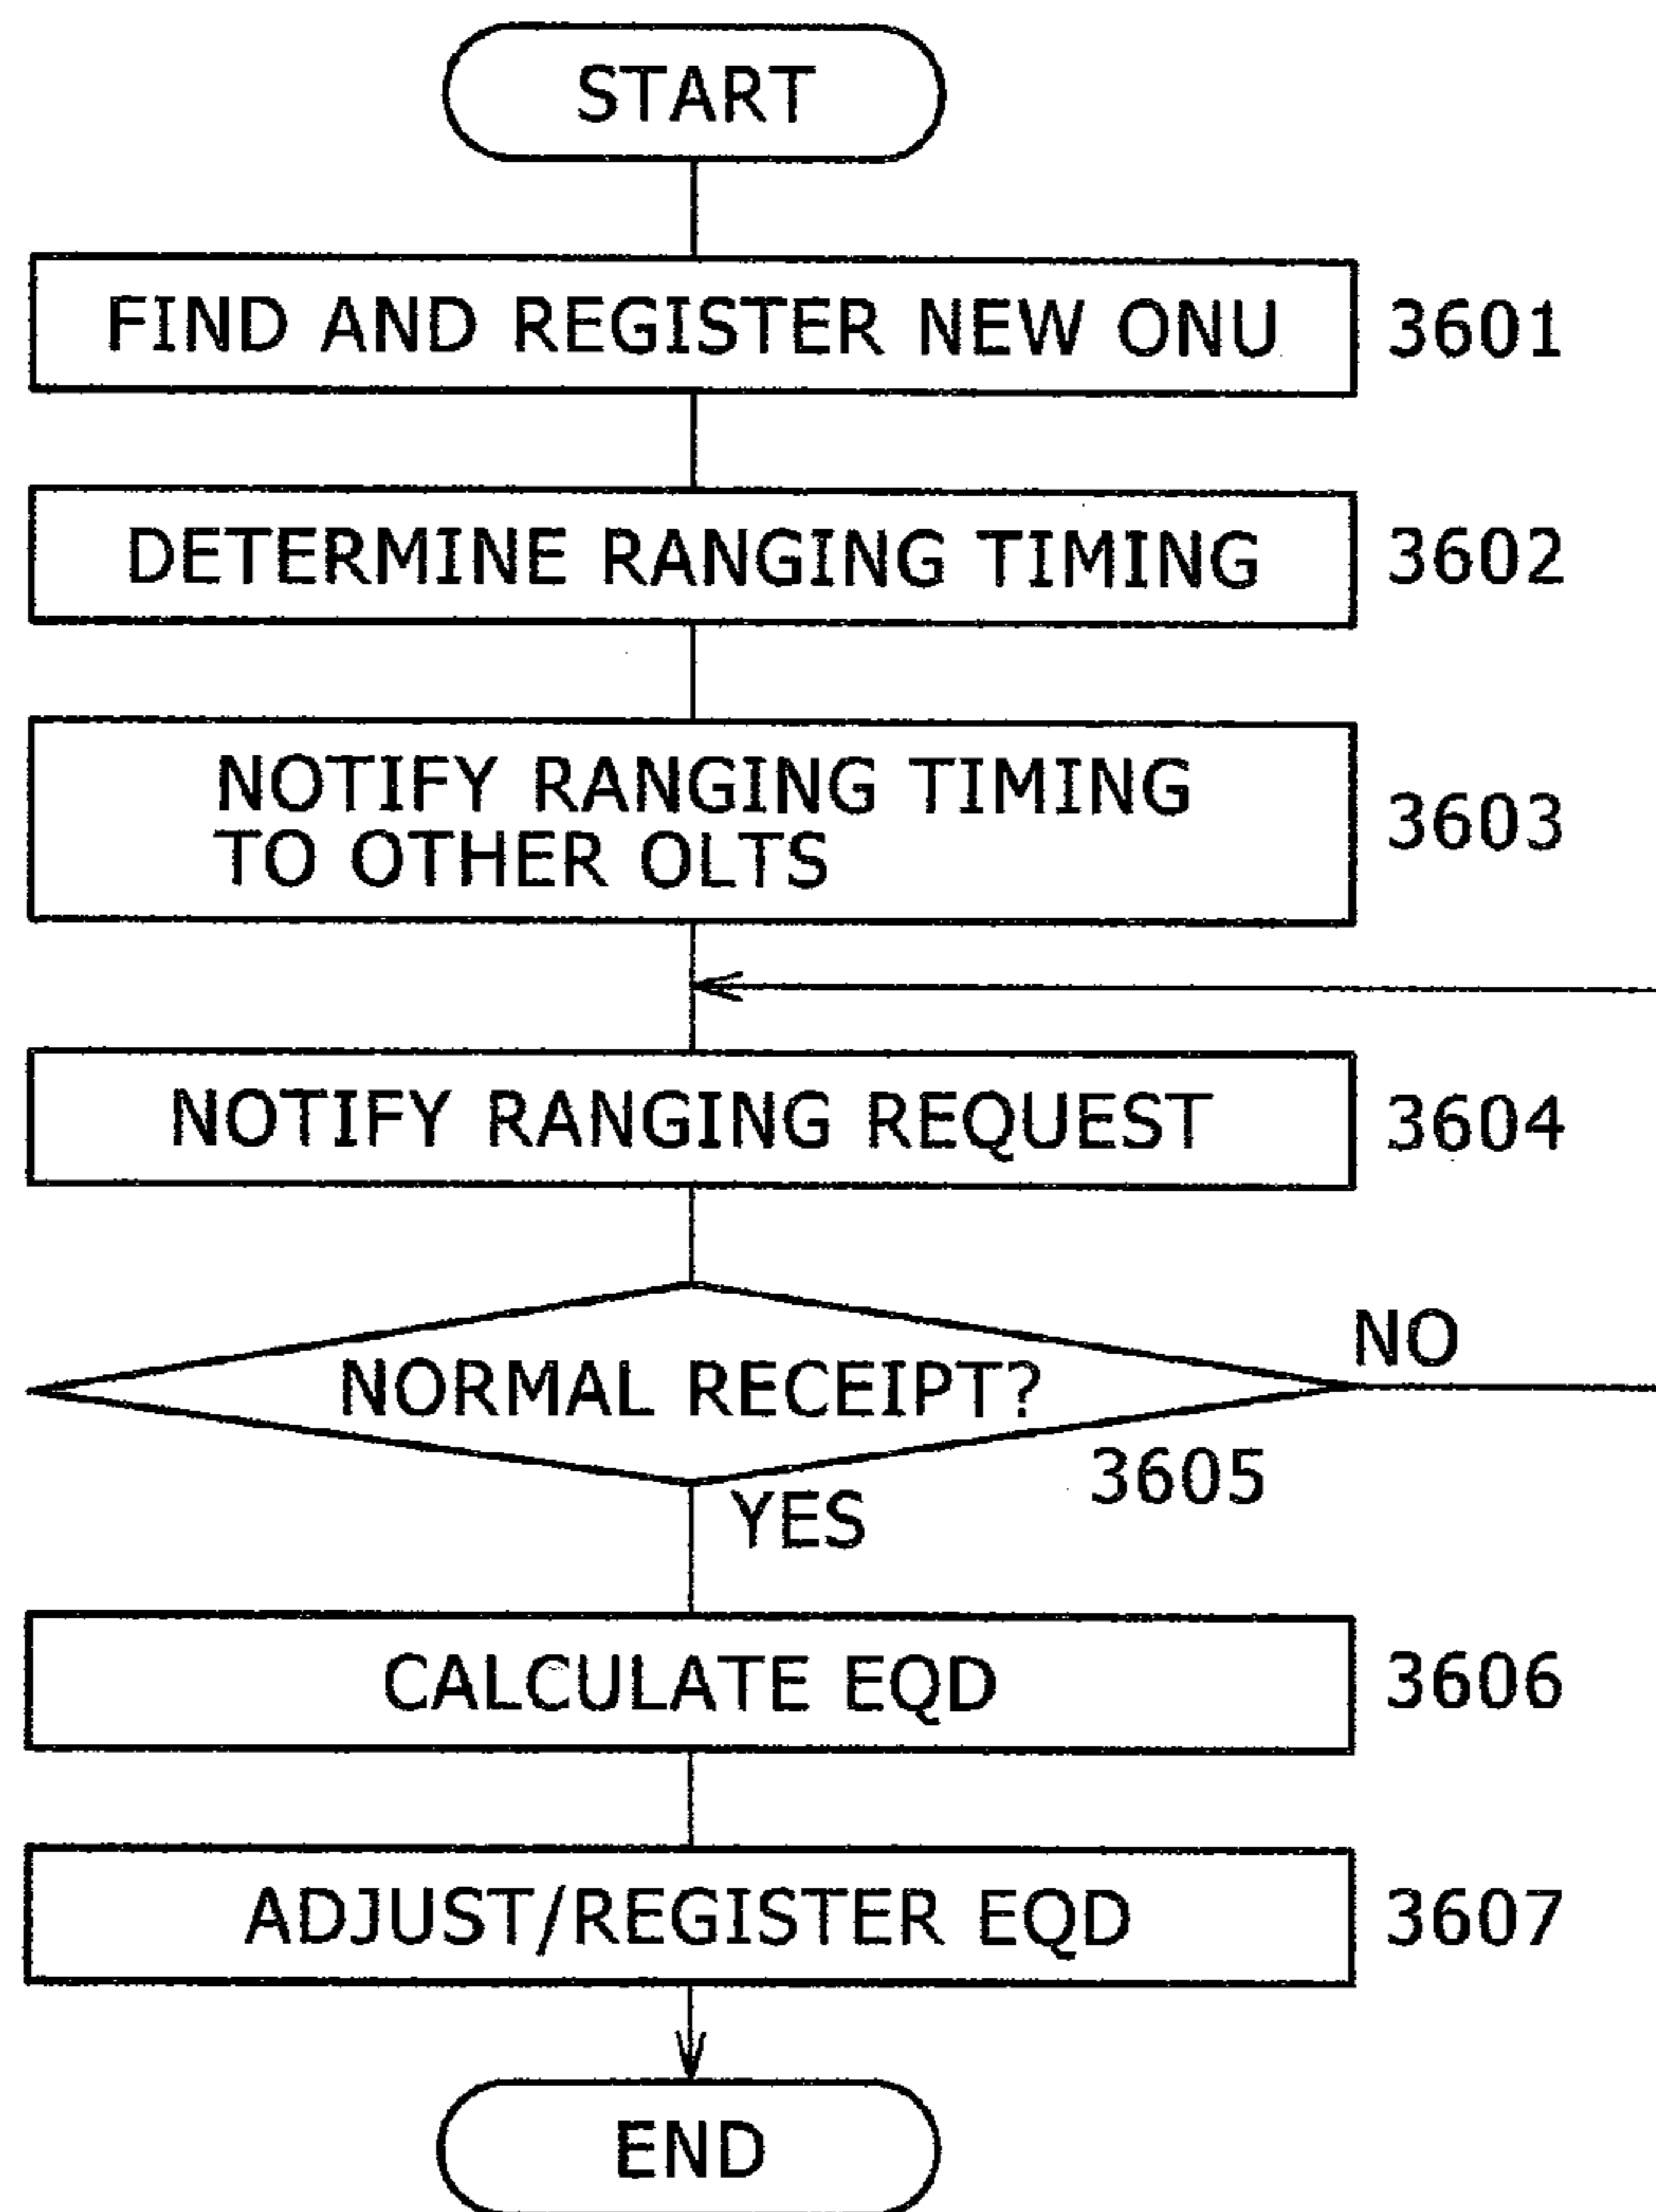 START
FIND AND REGISTER NEW ONU
3601
DETERMINE RANGING TIMING
3602
NOTIFY RANGING TIMING
TO OTHER OLTS
3603
NOTIFY RANGING REQUEST
3604
NORMAL RECEIPT?
NO
3605
YES
CALCULATE EQD
3606
ADJUST/REGISTER EQD
3607
END